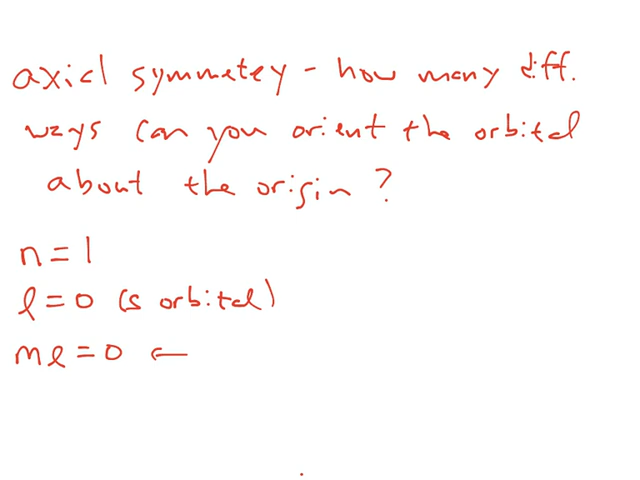 axial symmetry - how many diff.
ways can you orient the orbital
about the origin?
n = 1
l = 0 (s orbital)
ml = 0 ←